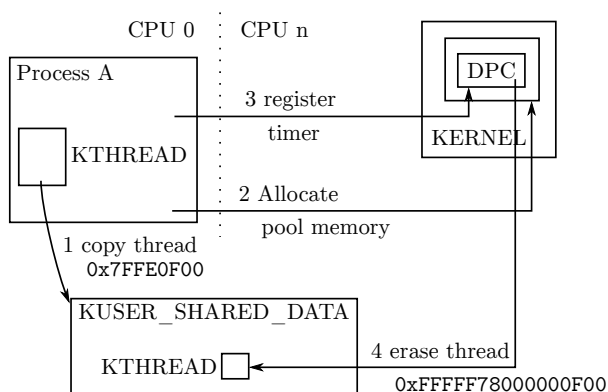 CPU 0
CPU n
Process A
DPC
3 register
timer
KTHREAD
KERNEL
2 Allocate
pool memory
1 copy thread
0x7FFE0F00
KUSER_SHARED_DATA
KTHREAD
4 erase thread
0xFFFFF78000000F00